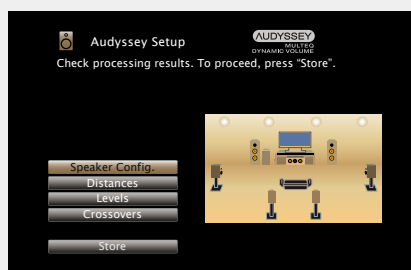 Audyssey Setup
AUDYSSEY
MULTEQ
DYNAMIC VOLUME
Check processing results. To proceed, press “Store”.
Speaker Config.
Distances
Levels
Crossovers
Store